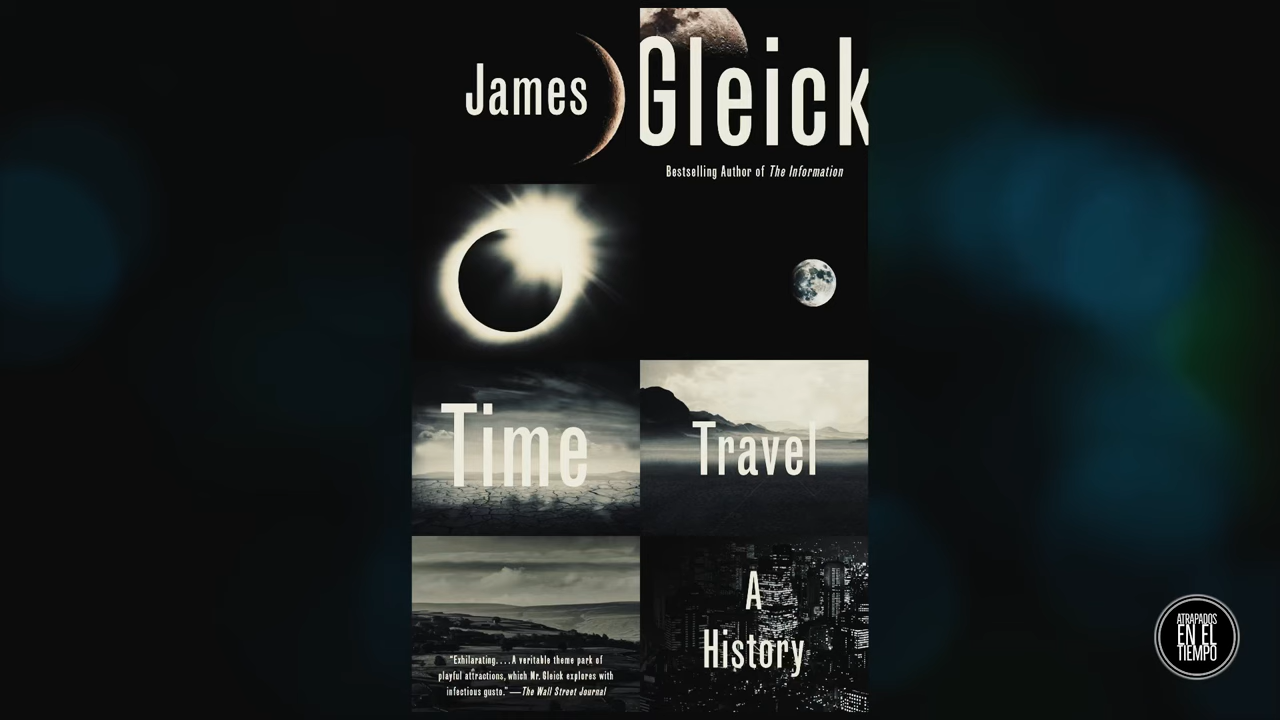 James
Gleick
Bestselling Author of The Information
Time
Travel
A
History
“Exhilarating. . . . A veritable theme park of
playful attractions, which Mr. Gleick explores with
infectious gusto.” —The Wall Street Journal
ATRAPADOS
EN EL
TIEMPO